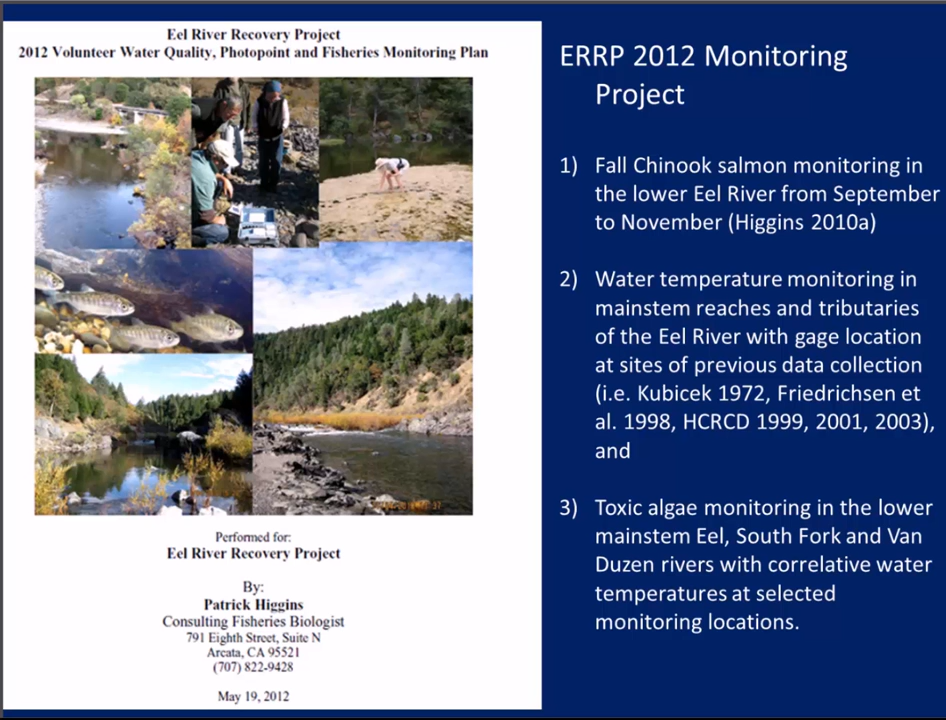 Eel River Recovery Project
2012 Volunteer Water Quality, Photopoint and Fisheries Monitoring Plan
Performed for:
Eel River Recovery Project
By:
Patrick Higgins
Consulting Fisheries Biologist
791 Eighth Street, Suite N
Arcata, CA 95521
(707) 822-9428
May 19, 2012
ERRP 2012 Monitoring
Project
1) Fall Chinook salmon monitoring in
the lower Eel River from September
to November (Higgins 2010a)
2) Water temperature monitoring in
mainstem reaches and tributaries
of the Eel River with gage location
at sites of previous data collection
(i.e. Kubicek 1972, Friedrichsen et
al. 1998, HCRCD 1999, 2001, 2003),
and
3) Toxic algae monitoring in the lower
mainstem Eel, South Fork and Van
Duzen rivers with correlative water
temperatures at selected
monitoring locations.